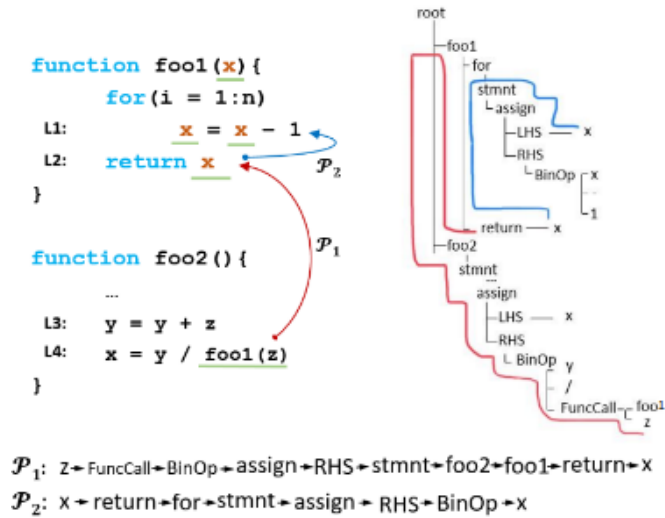 function foo1(x){
for(i = 1:n)
L1: x = x - 1
L2: return x
}
𝒫₂
𝒫₁
function foo2(){
…
L3: y = y + z
L4: x = y / foo1(z)
}
root
foo1
for
stmnt
assign
LHS x
RHS
BinOp x
-
1
return x
foo2
stmnt
...
assign
LHS x
RHS
BinOp y
/
FuncCall foo1
z
𝒫₁: z→FuncCall→BinOp→assign→RHS→stmnt→foo2→foo1→return→x
𝒫₂: x→return→for→stmnt→assign→RHS→BinOp→x